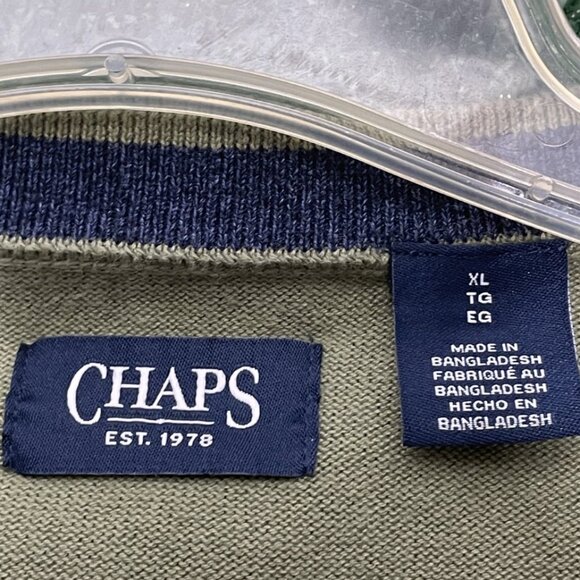 CHAPS
EST. 1978
XL
TG
EG
MADE IN
BANGLADESH
FABRIQUÉ AU
BANGLADESH
HECHO EN
BANGLADESH